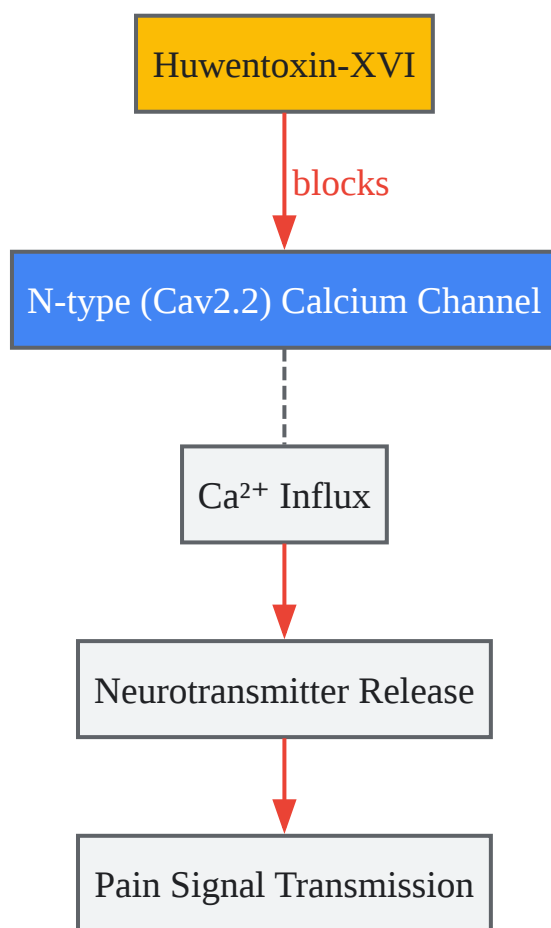 Huwentoxin-XVI
blocks
N-type (Cav2.2) Calcium Channel
Ca²⁺ Influx
Neurotransmitter Release
Pain Signal Transmission